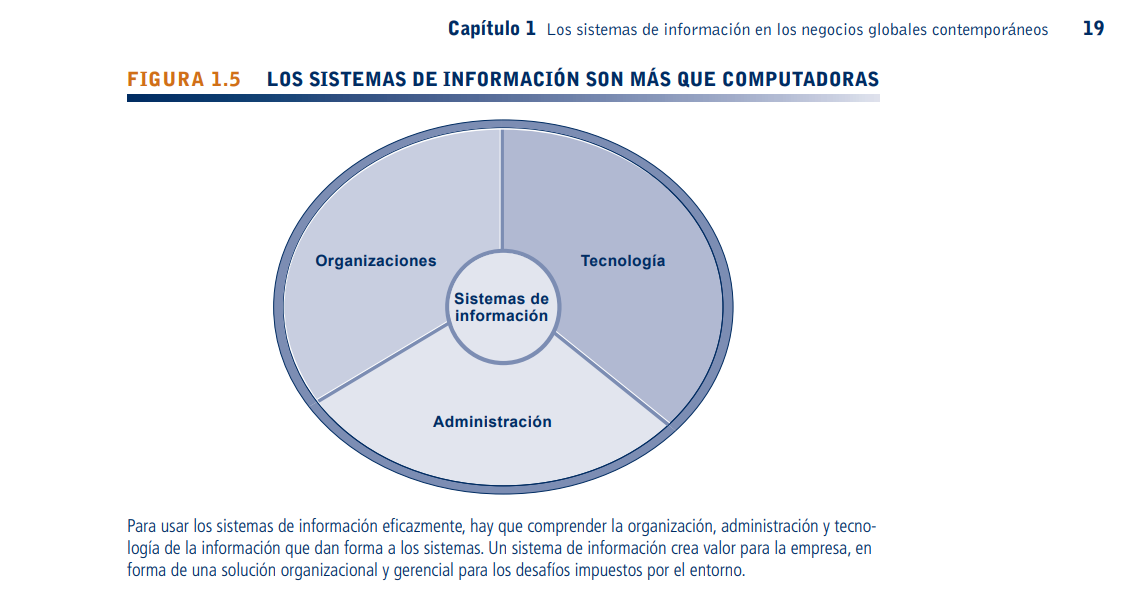 Capítulo 1 Los sistemas de información en los negocios globales contemporáneos 19
FIGURA 1.5 LOS SISTEMAS DE INFORMACIÓN SON MÁS QUE COMPUTADORAS
Organizaciones
Tecnología
Sistemas de
información
Administración
Para usar los sistemas de información eficazmente, hay que comprender la organización, administración y tecno-
logía de la información que dan forma a los sistemas. Un sistema de información crea valor para la empresa, en
forma de una solución organizacional y gerencial para los desafíos impuestos por el entorno.